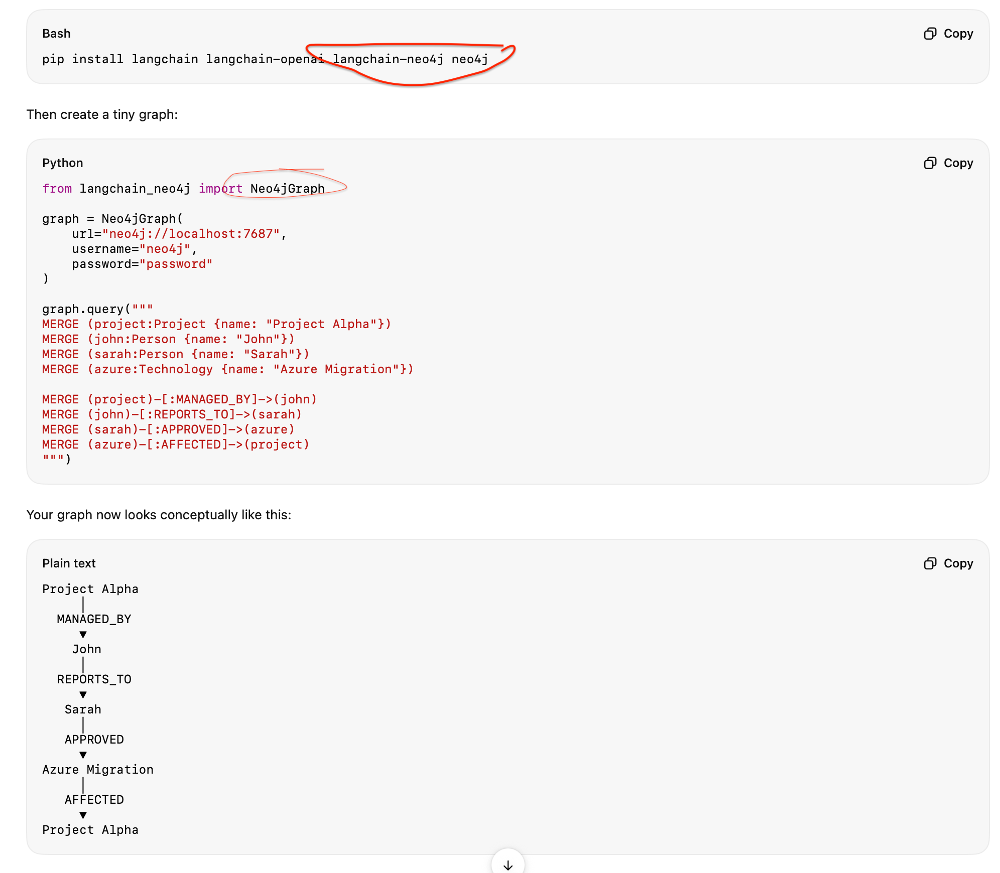 Bash
Copy
pip install langchain langchain-openai langchain-neo4j neo4j
Then create a tiny graph:
Python
Copy
from langchain_neo4j import Neo4jGraph
graph = Neo4jGraph(
    url="neo4j://localhost:7687",
    username="neo4j",
    password="password"
)
graph.query("""
MERGE (project:Project {name: "Project Alpha"})
MERGE (john:Person {name: "John"})
MERGE (sarah:Person {name: "Sarah"})
MERGE (azure:Technology {name: "Azure Migration"})
MERGE (project)-[:MANAGED_BY]->(john)
MERGE (john)-[:REPORTS_TO]->(sarah)
MERGE (sarah)-[:APPROVED]->(azure)
MERGE (azure)-[:AFFECTED]->(project)
""")
Your graph now looks conceptually like this:
Plain text
Copy
Project Alpha
MANAGED_BY
John
REPORTS_TO
Sarah
APPROVED
Azure Migration
AFFECTED
Project Alpha